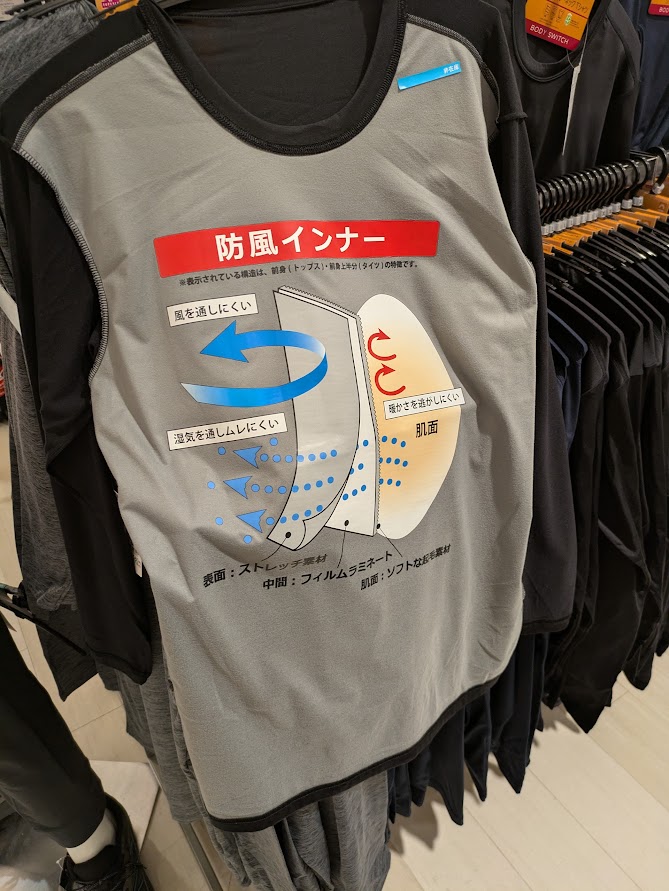 BODY SWITCH
非売品
防風インナー
※表示されている構造は、前身(トップス)・前身上半分(タイツ)の特徴です。
風を通しにくい
暖かさを逃がしにくい
湿気を通しムレにくい
肌面
表面：ストレッチ素材
中間：フィルムラミネート
肌面：ソフトな起毛素材